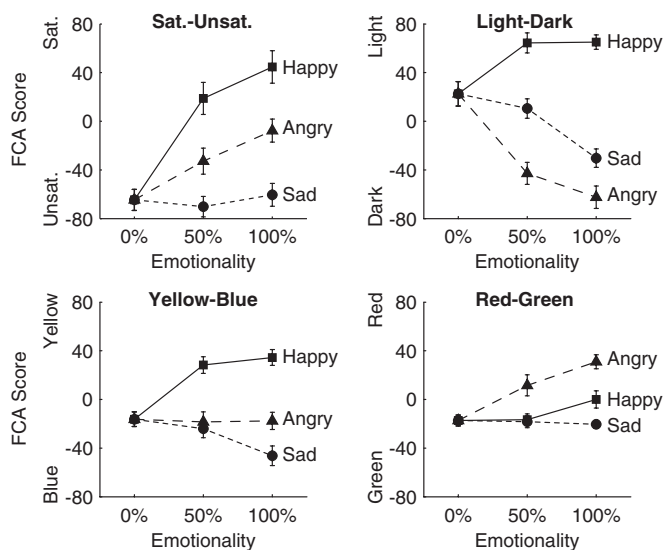 Sat.-Unsat.
Sat.
80
40
0
-40
-80
Unsat.
FCA Score
Happy
Angry
Sad
0% 50% 100%
Emotionality
Light-Dark
Light
80
40
0
-40
-80
Dark
Happy
Sad
Angry
0% 50% 100%
Emotionality
Yellow-Blue
Yellow
80
40
0
-40
-80
Blue
FCA Score
Happy
Angry
Sad
0% 50% 100%
Emotionality
Red-Green
Red
80
40
0
-40
-80
Green
Angry
Happy
Sad
0% 50% 100%
Emotionality